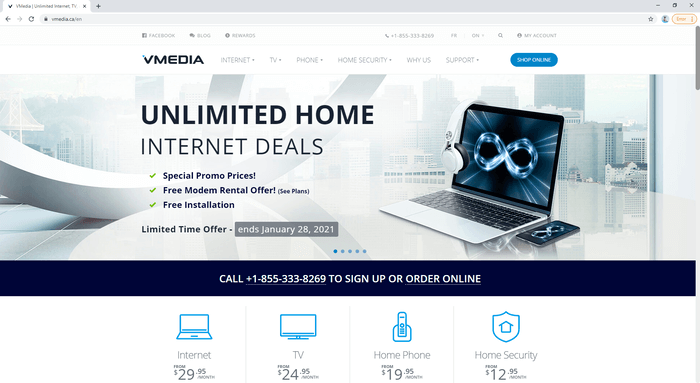 VMedia | Unlimited Internet, TV
vmedia.ca/en
Error
FACEBOOK BLOG REWARDS +1-855-333-8269 FR ON MY ACCOUNT
VMEDIA INTERNET TV PHONE HOME SECURITY WHY US SUPPORT SHOP ONLINE
UNLIMITED HOME
INTERNET DEALS
Special Promo Prices!
Free Modem Rental Offer! (See Plans)
Free Installation
Limited Time Offer - ends January 28, 2021
CALL +1-855-333-8269 TO SIGN UP OR ORDER ONLINE
Internet
FROM
$29.95
/MONTH
TV
FROM
$24.95
/MONTH
Home Phone
FROM
$19.95
/MONTH
Home Security
FROM
$12.95
/MONTH